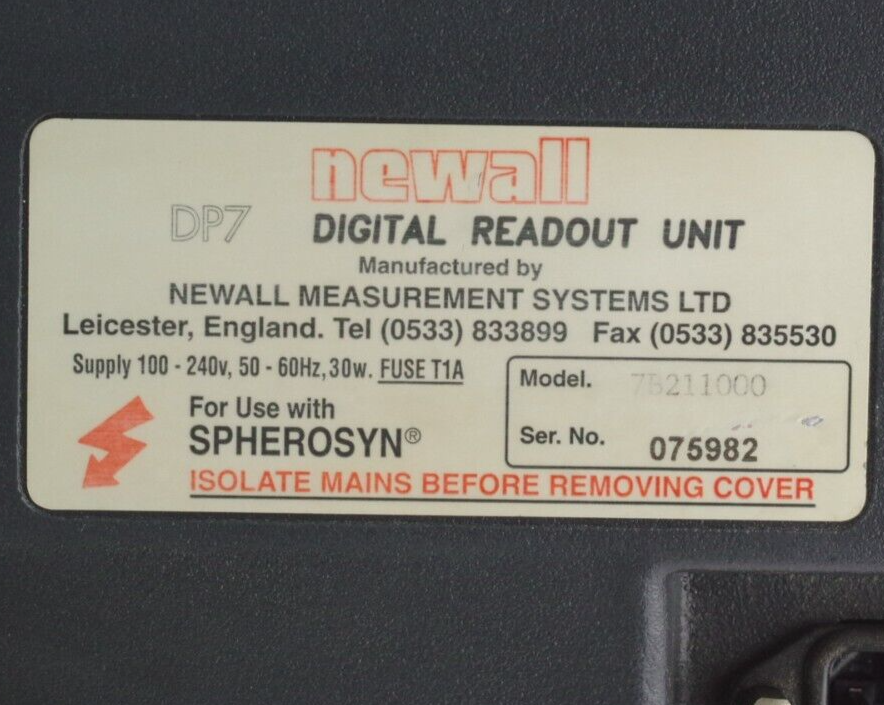 newall
DP7 DIGITAL READOUT UNIT
Manufactured by
NEWALL MEASUREMENT SYSTEMS LTD
Leicester, England. Tel (0533) 833899 Fax (0533) 835530
Supply 100 - 240v, 50 - 60Hz, 30w. FUSE T1A
Model. 7B211000
For Use with
SPHEROSYN®
Ser. No. 075982
ISOLATE MAINS BEFORE REMOVING COVER